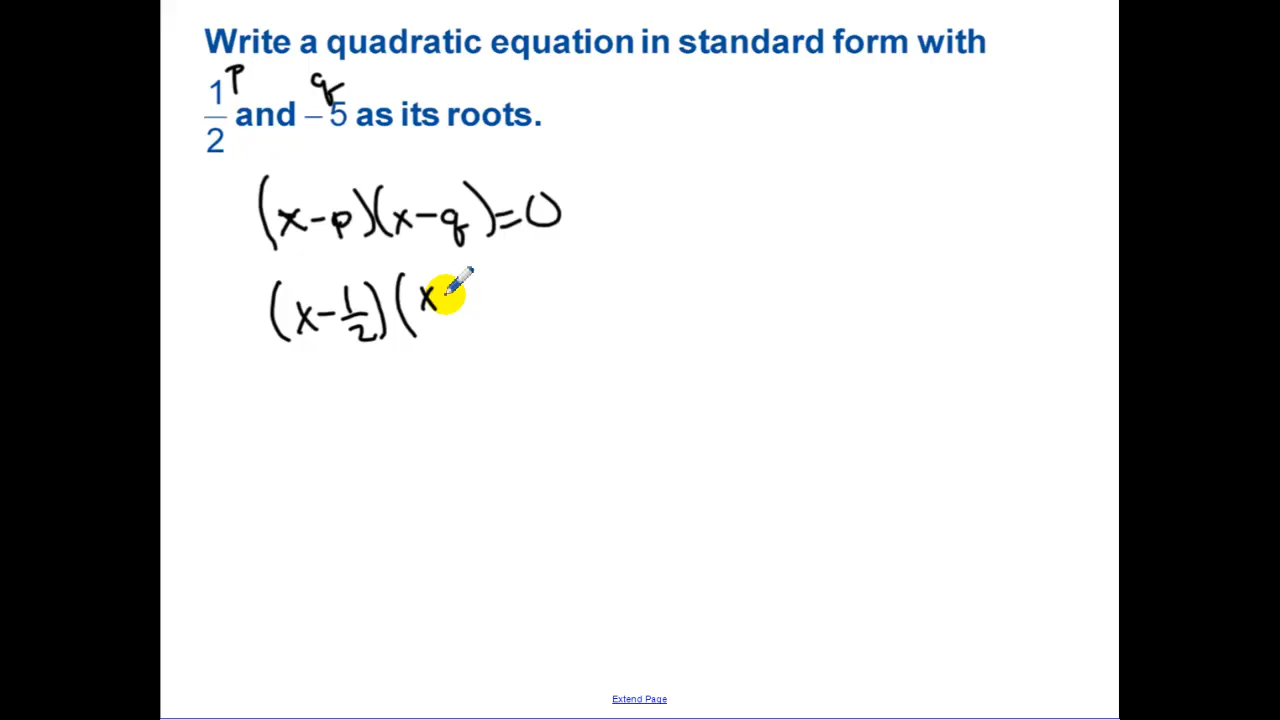 Write a quadratic equation in standard form with
1/2 p and -5 q as its roots.
(x-p)(x-q)=0
(x-1/2)(x
Extend Page